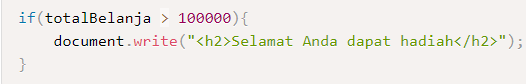 if(totalBelanja > 100000){
    document.write("<h2>Selamat Anda dapat hadiah</h2>");
}